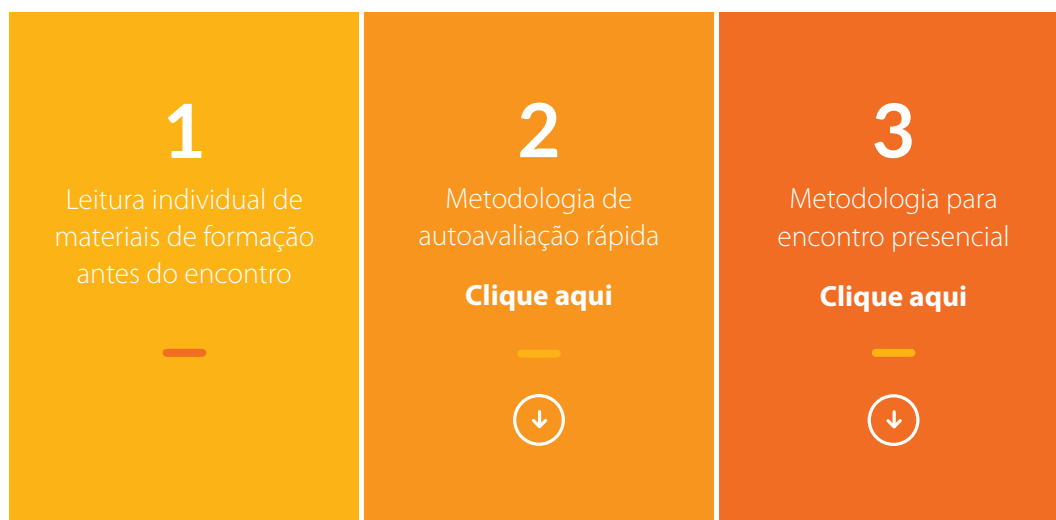 1
Leitura individual de
materiais de formação
antes do encontro
2
Metodologia de
autoavaliação rápida
Clique aqui
3
Metodologia para
encontro presencial
Clique aqui